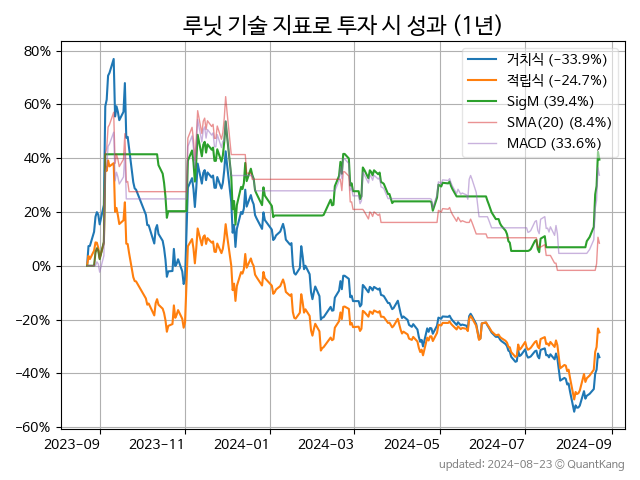 루닛 기술 지표로 투자 시 성과 (1년)
80%
60%
40%
20%
0%
−20%
−40%
−60%
거치식 (−33.9%)
적립식 (−24.7%)
SigM (39.4%)
SMA(20) (8.4%)
MACD (33.6%)
2023-09 2023-11 2024-01 2024-03 2024-05 2024-07 2024-09
updated: 2024-08-23 © QuantKang